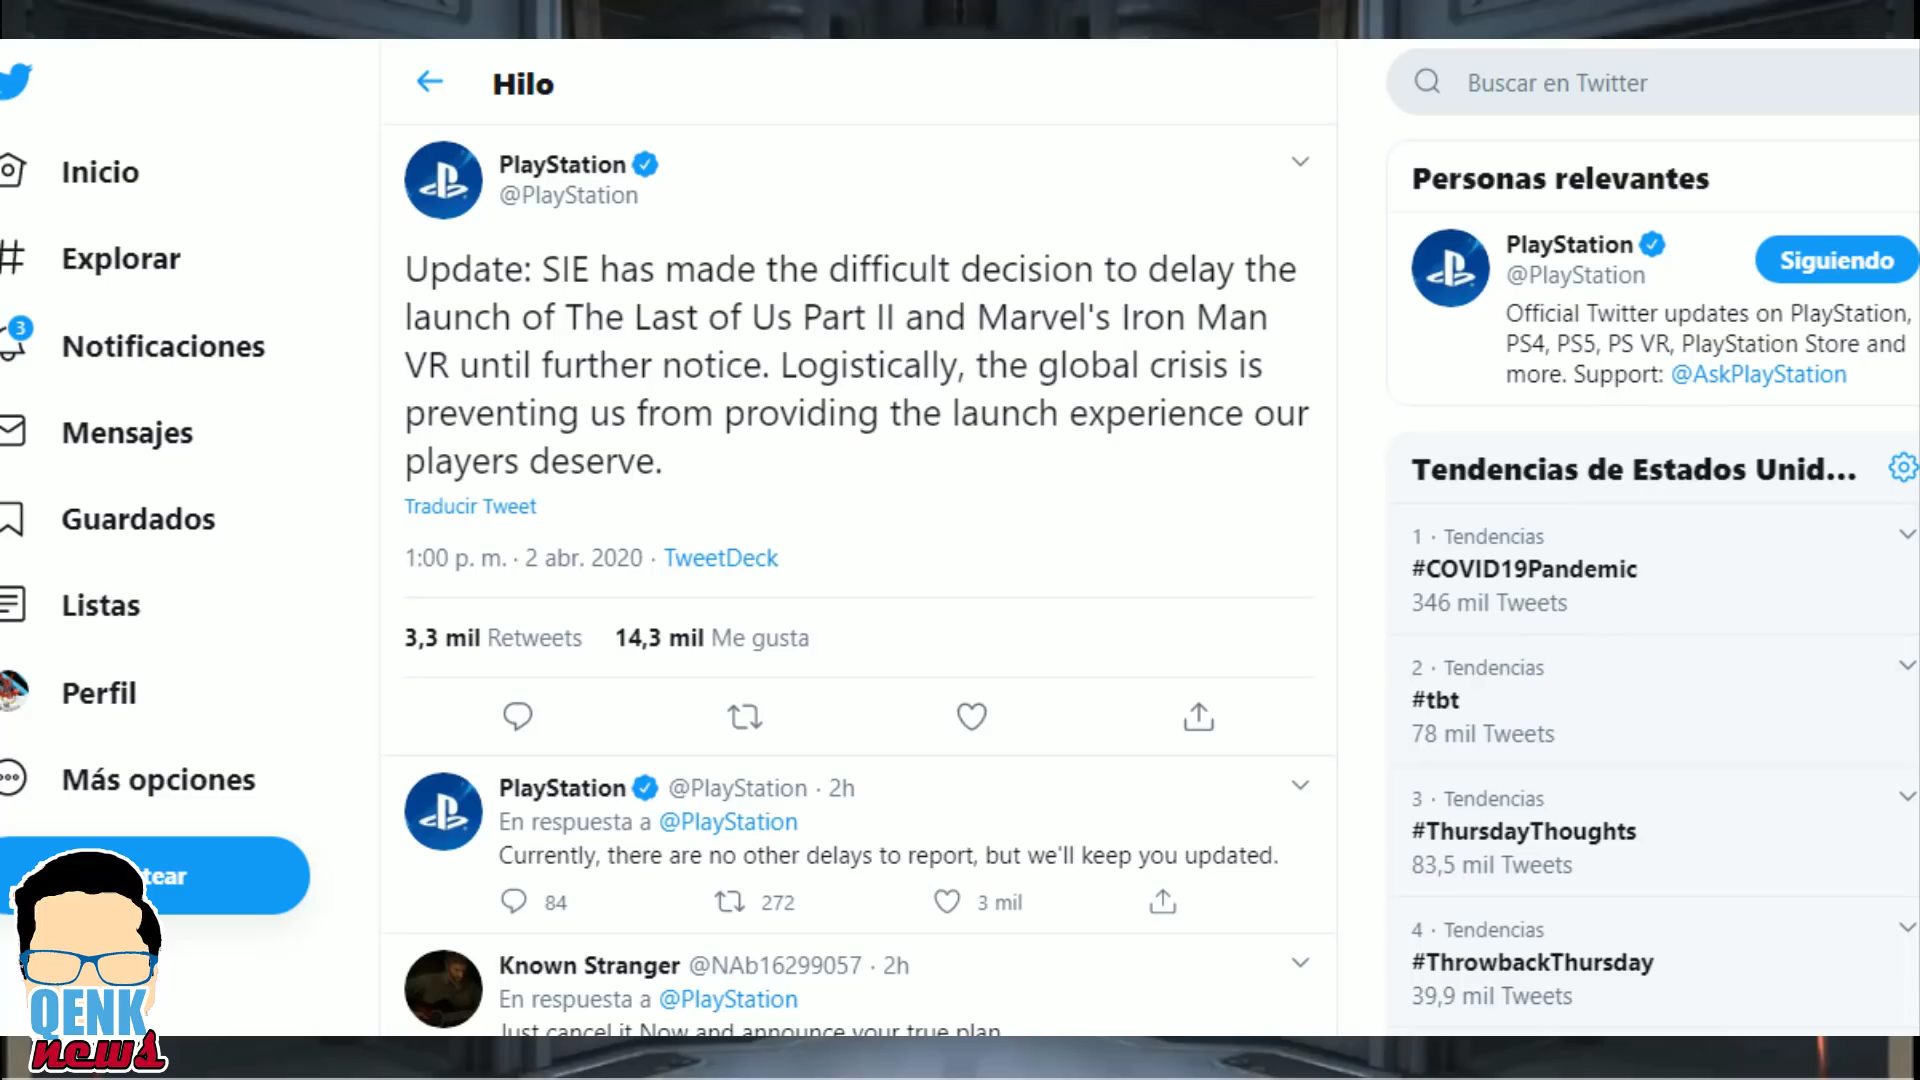 Inicio
Explorar
3
Notificaciones
Mensajes
Guardados
Listas
Perfil
Más opciones
tear
QENK
news
Hilo
PlayStation
@PlayStation
Update: SIE has made the difficult decision to delay the
launch of The Last of Us Part II and Marvel's Iron Man
VR until further notice. Logistically, the global crisis is
preventing us from providing the launch experience our
players deserve.
Traducir Tweet
1:00 p. m. · 2 abr. 2020 · TweetDeck
3,3 mil Retweets 14,3 mil Me gusta
PlayStation @PlayStation · 2h
En respuesta a @PlayStation
Currently, there are no other delays to report, but we'll keep you updated.
84 272 3 mil
Known Stranger @NAb16299057 · 2h
En respuesta a @PlayStation
Just cancel it Now and announce your true plan
Buscar en Twitter
Personas relevantes
PlayStation
@PlayStation
Siguiendo
Official Twitter updates on PlayStation,
PS4, PS5, PS VR, PlayStation Store and
more. Support: @AskPlayStation
Tendencias de Estados Unid...
1 · Tendencias
#COVID19Pandemic
346 mil Tweets
2 · Tendencias
#tbt
78 mil Tweets
3 · Tendencias
#ThursdayThoughts
83,5 mil Tweets
4 · Tendencias
#ThrowbackThursday
39,9 mil Tweets